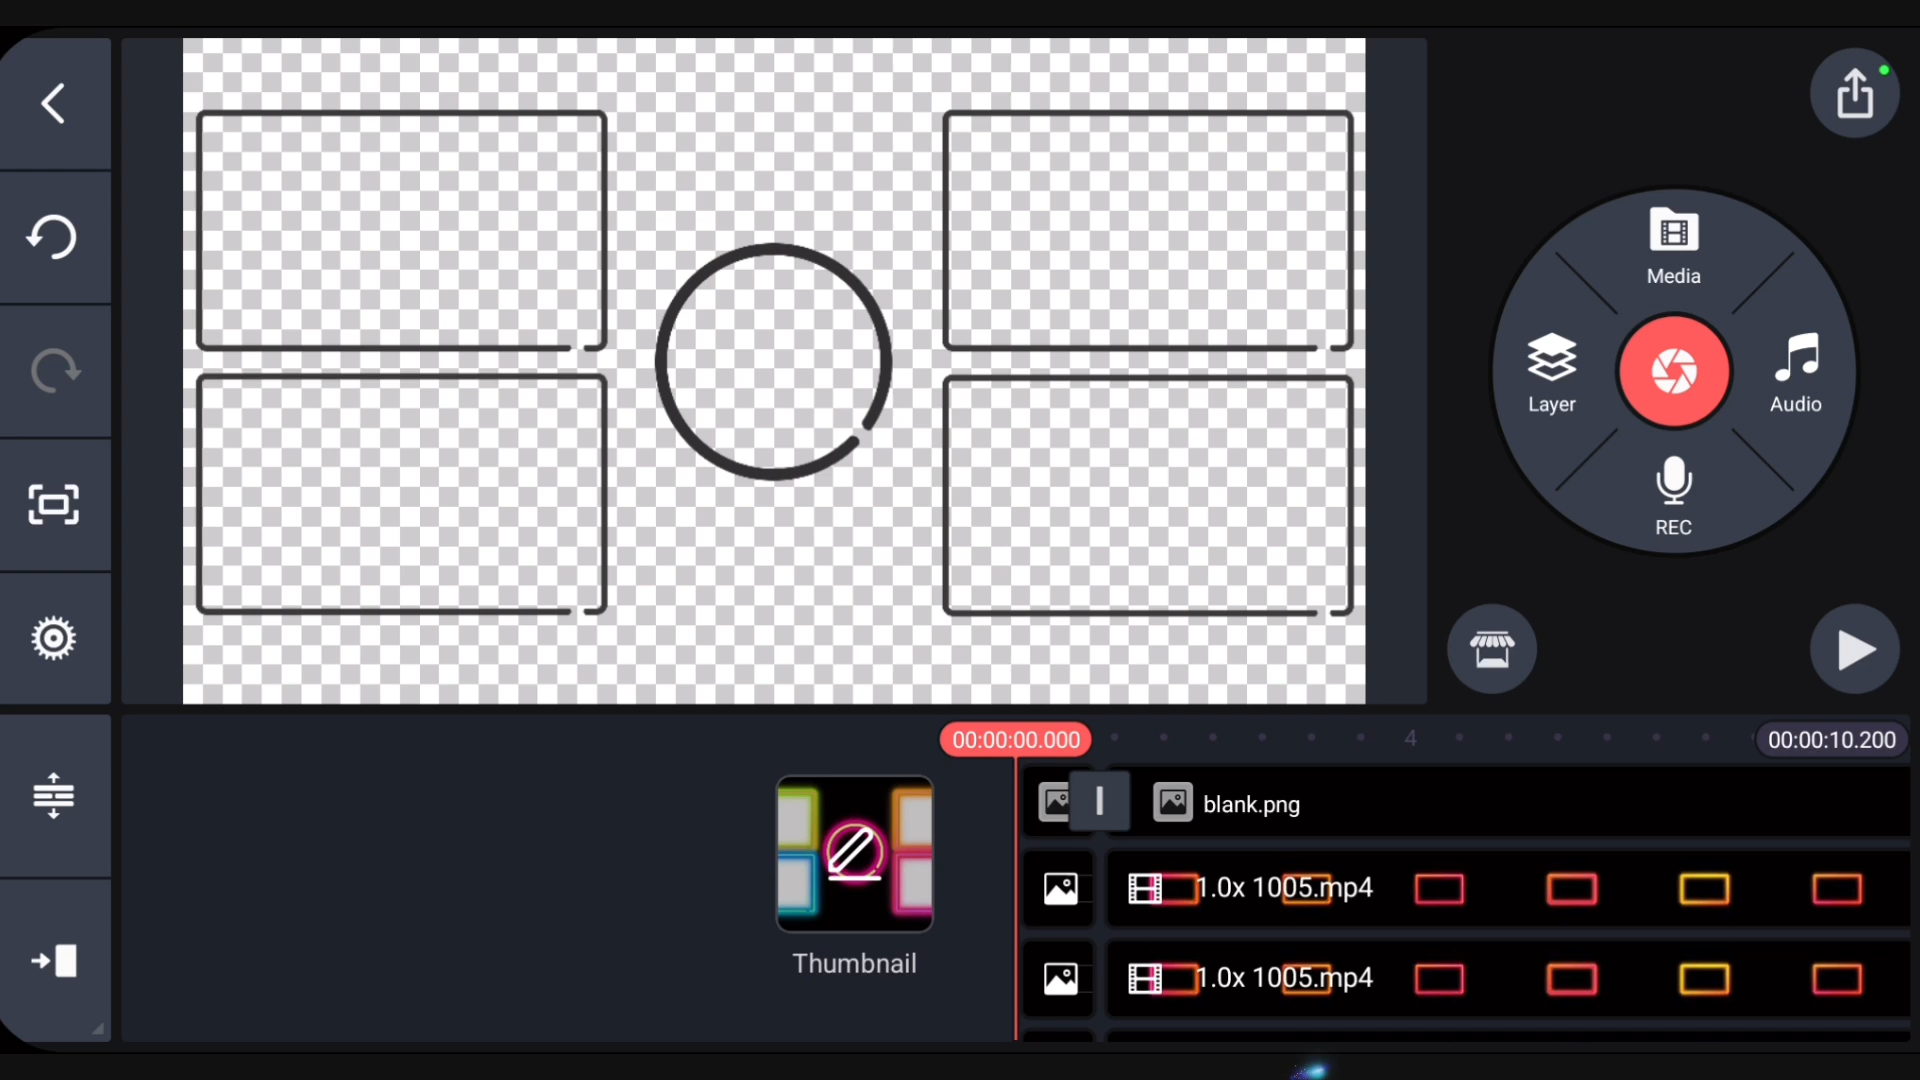 Media
Layer
Audio
REC
00:00:00.000
4
00:00:10.200
blank.png
1.0x 1005.mp4
Thumbnail
1.0x 1005.mp4